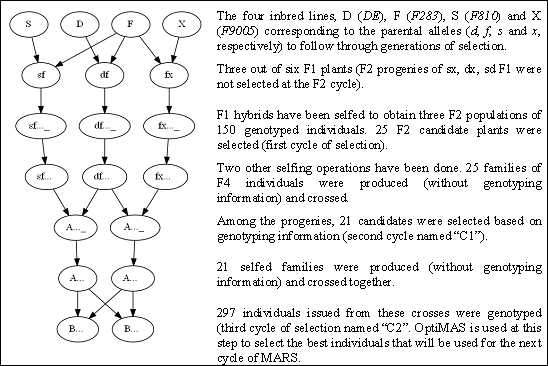 S D F X
sf df fx
sf..._ df..._ fx..._
sf... df... fx...
A..._ A..._
A... A...
B... B...
The four inbred lines, D (DE), F (F283), S (F810) and X
(F9005) corresponding to the parental alleles (d, f, s and x,
respectively) to follow through generations of selection.
Three out of six F1 plants (F2 progenies of sx, dx, sd F1 were
not selected at the F2 cycle).
F1 hybrids have been selfed to obtain three F2 populations of
150 genotyped individuals. 25 F2 candidate plants were
selected (first cycle of selection).
Two other selfing operations have been done. 25 families of
F4 individuals were produced (without genotyping
information) and crossed.
Among the progenies, 21 candidates were selected based on
genotyping information (second cycle named “C1”).
21 selfed families were produced (without genotyping
information) and crossed together.
297 individuals issued from these crosses were genotyped
(third cycle of selection named “C2”. OptiMAS is used at this
step to select the best individuals that will be used for the next
cycle of MARS.